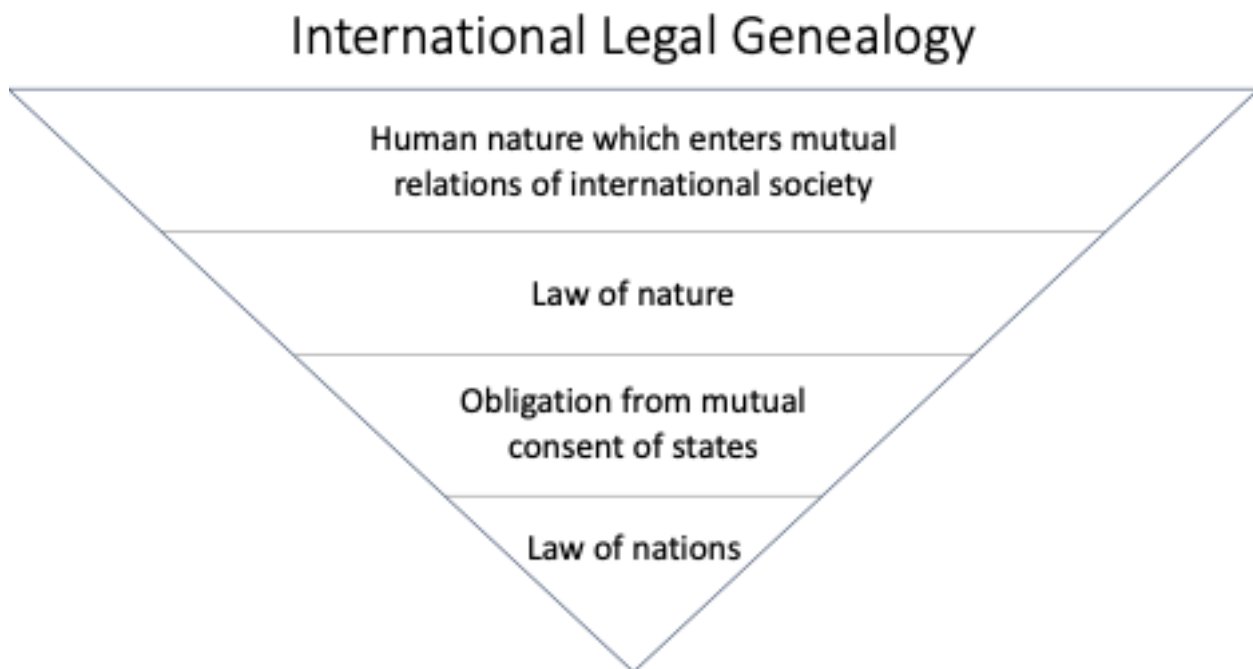 International Legal Genealogy
Human nature which enters mutual
relations of international society
Law of nature
Obligation from mutual
consent of states
Law of nations